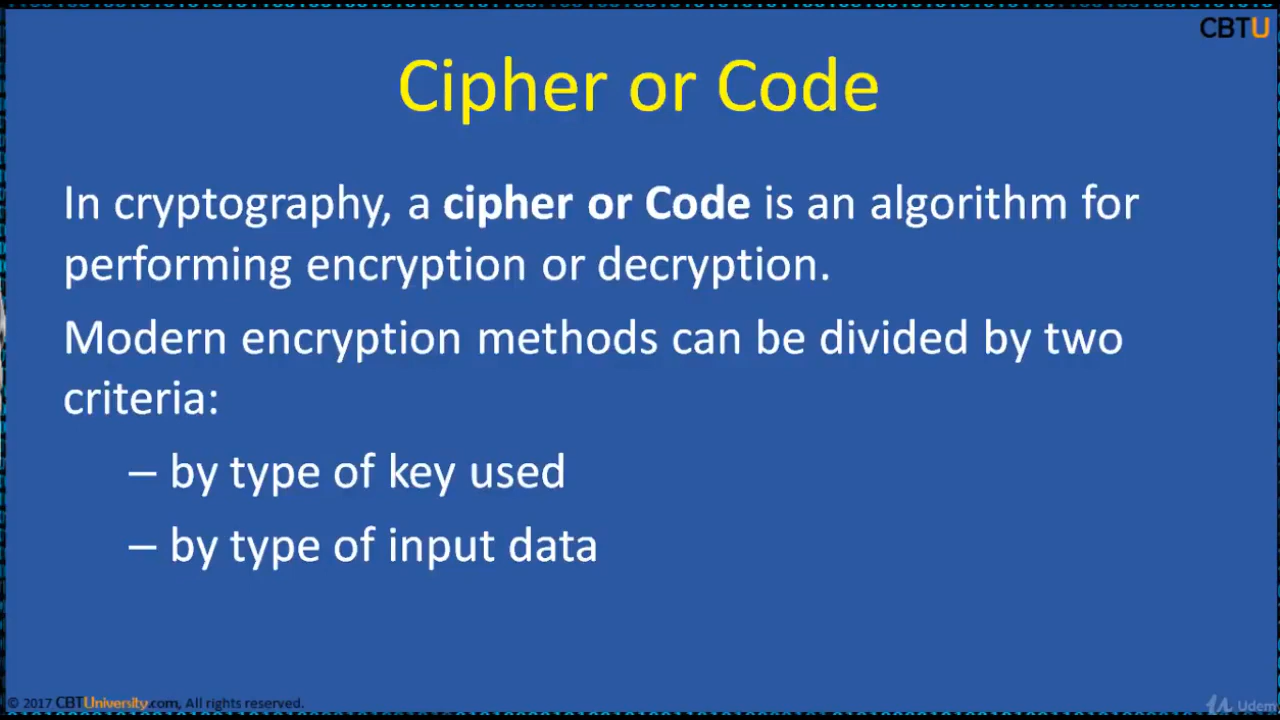 CBTU
Cipher or Code
In cryptography, a cipher or Code is an algorithm for
performing encryption or decryption.
Modern encryption methods can be divided by two
criteria:
– by type of key used
– by type of input data
© 2017 CBTUniversity.com, All rights reserved.
Udemy